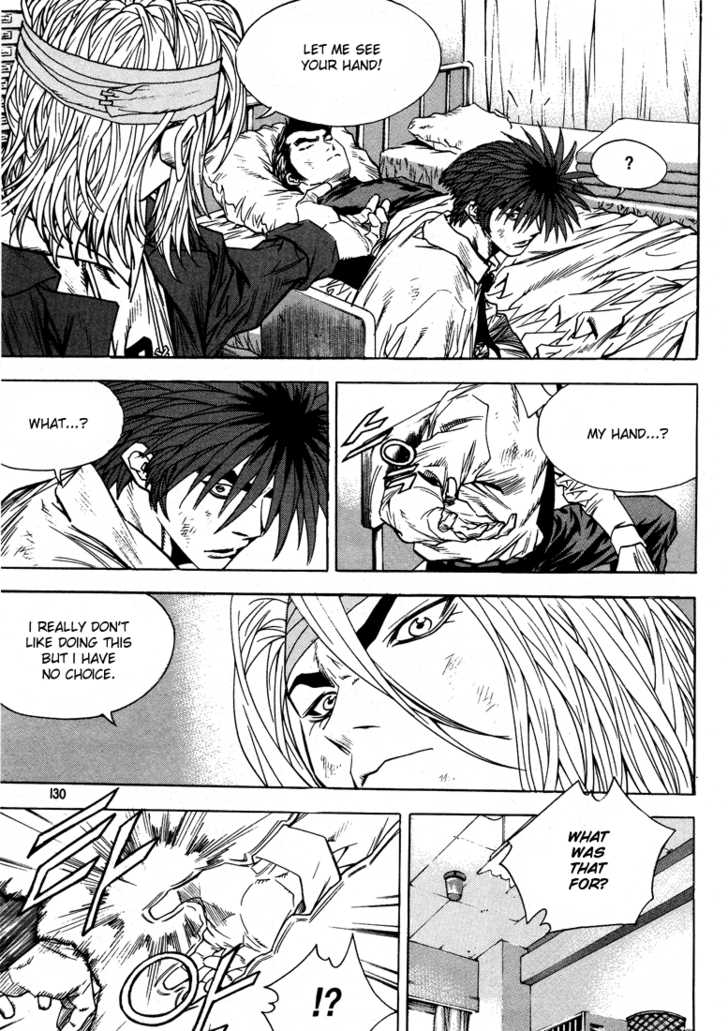 LET ME SEE
YOUR HAND!
?
WHAT...?
MY HAND...?
I REALLY DON'T
LIKE DOING THIS
BUT I HAVE
NO CHOICE.
130
!?
WHAT
WAS
THAT
FOR?